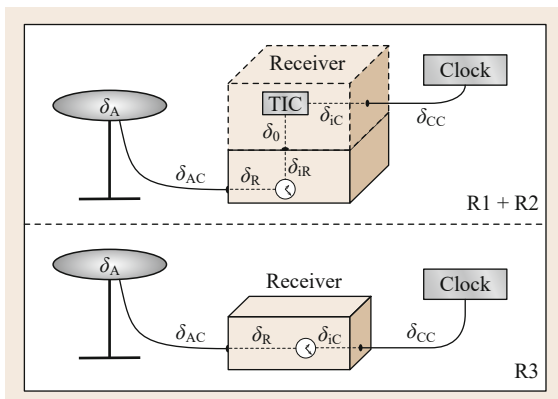 Receiver
Clock
δA
TIC
δiC
δCC
δ0
δAC
δR
δiR
R1 + R2
δA
Receiver
Clock
δAC
δR
δiC
δCC
R3